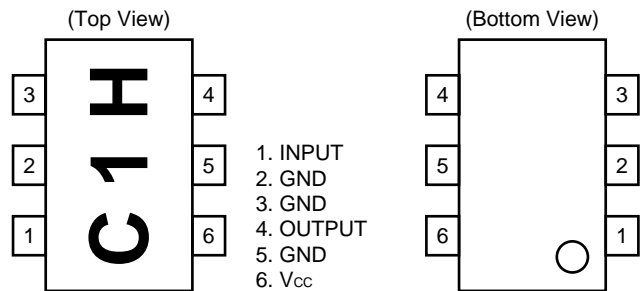 (Top View)
3
2
1
C1H
4
5
6
1. INPUT
2. GND
3. GND
4. OUTPUT
5. GND
6. VCC
(Bottom View)
4
5
6
3
2
1